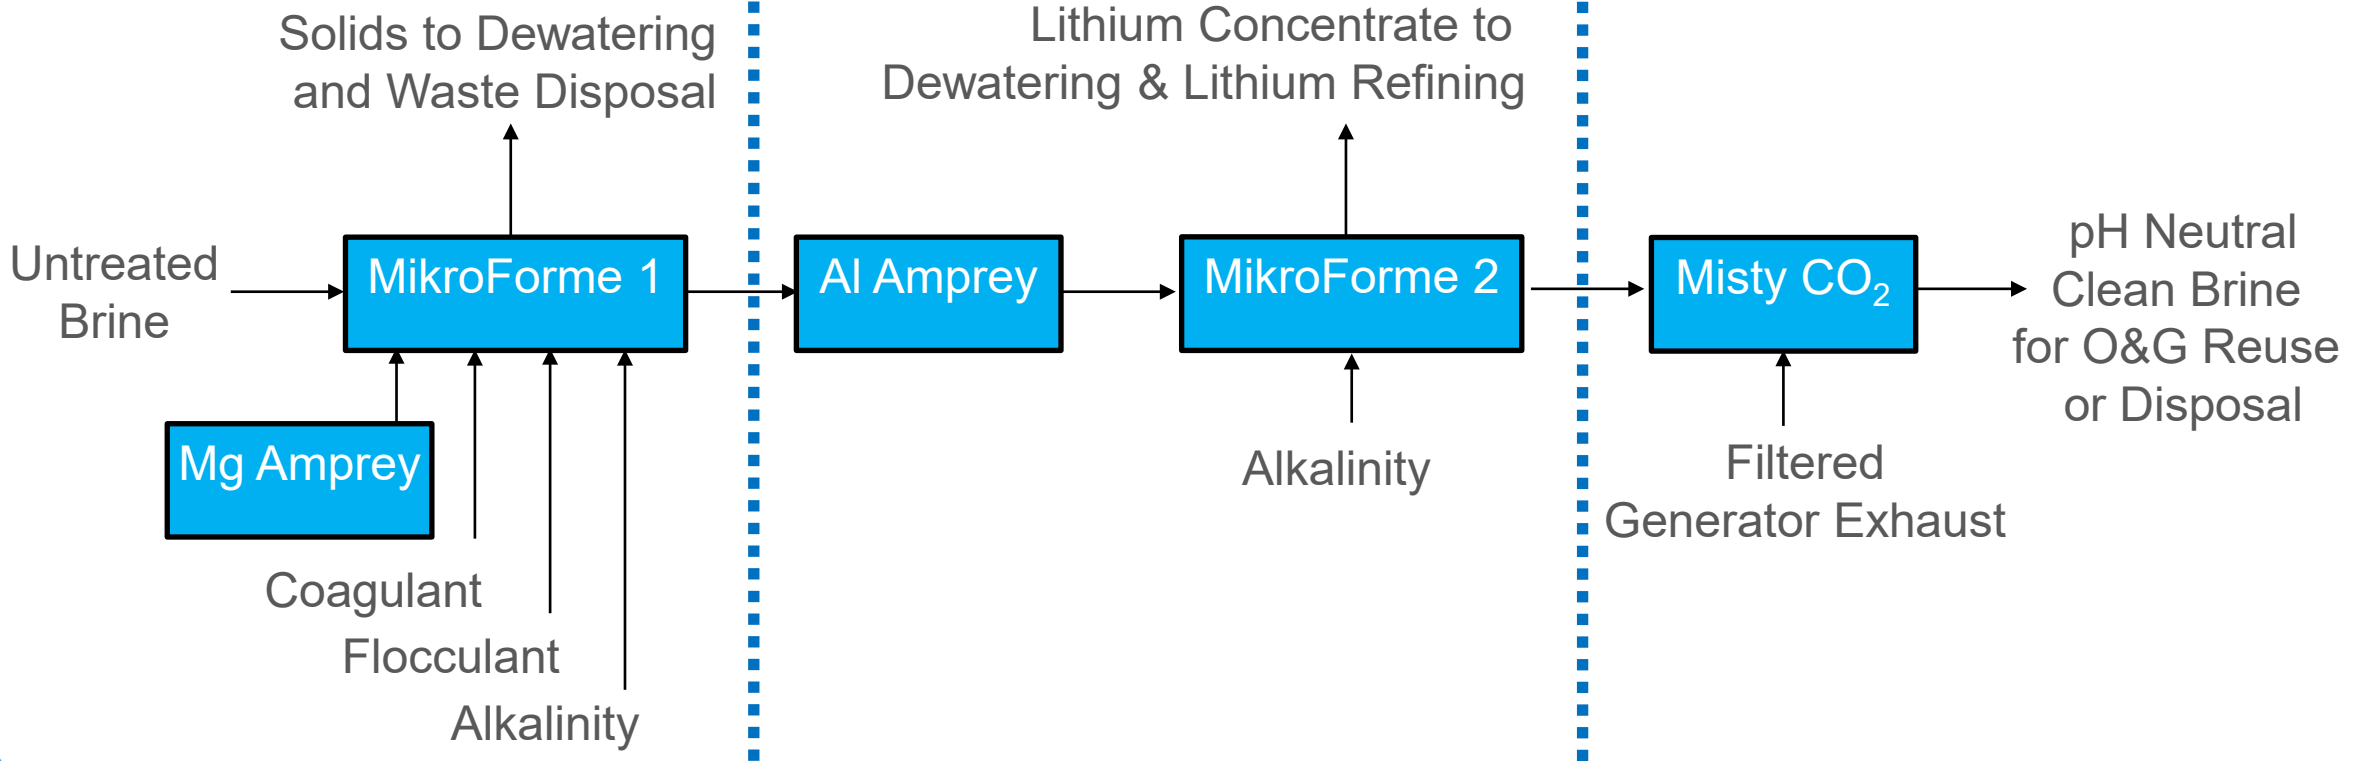 Solids to Dewatering
and Waste Disposal
Lithium Concentrate to
Dewatering & Lithium Refining
Untreated
Brine
MikroForme 1
Al Amprey
MikroForme 2
Misty CO₂
pH Neutral
Clean Brine
for O&G Reuse
or Disposal
Mg Amprey
Coagulant
Flocculant
Alkalinity
Alkalinity
Filtered
Generator Exhaust